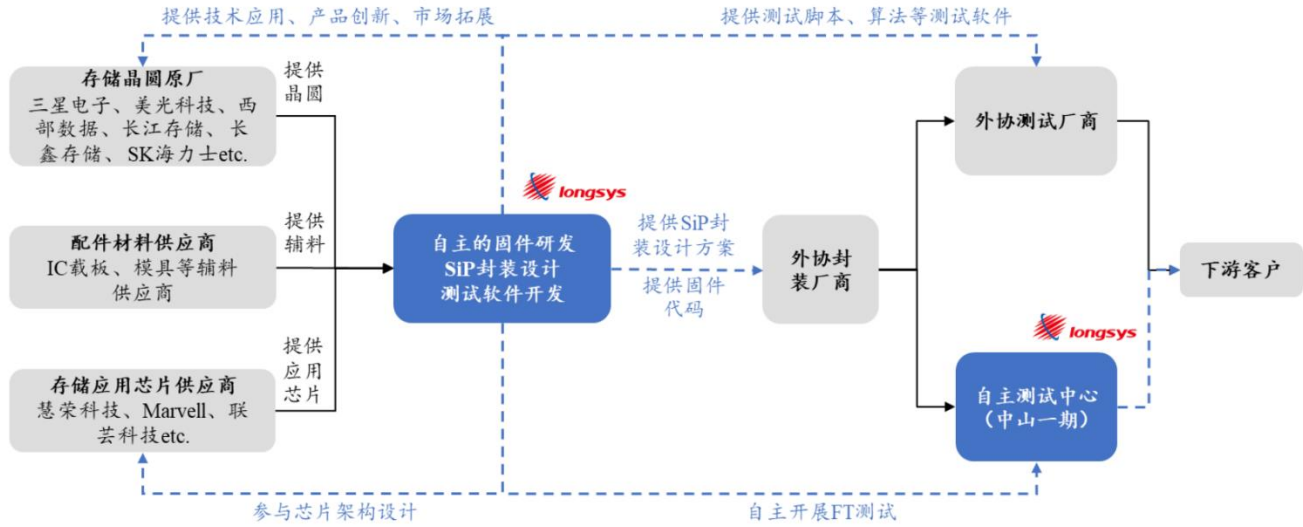 提供技术应用、产品创新、市场拓展
提供测试脚本、算法等测试软件
存储晶圆原厂
三星电子、美光科技、西
部数据、长江存储、长
鑫存储、SK海力士etc.
提供
晶圆
配件材料供应商
IC载板、模具等辅料
供应商
提供
辅料
存储应用芯片供应商
慧荣科技、Marvell、联
芸科技etc.
提供
应用
芯片
longsys
自主的固件研发
SiP封装设计
测试软件开发
提供SiP封
装设计方案
提供固件
代码
外协封
装厂商
外协测试厂商
longsys
自主测试中心
（中山一期）
下游客户
参与芯片架构设计
自主开展FT测试